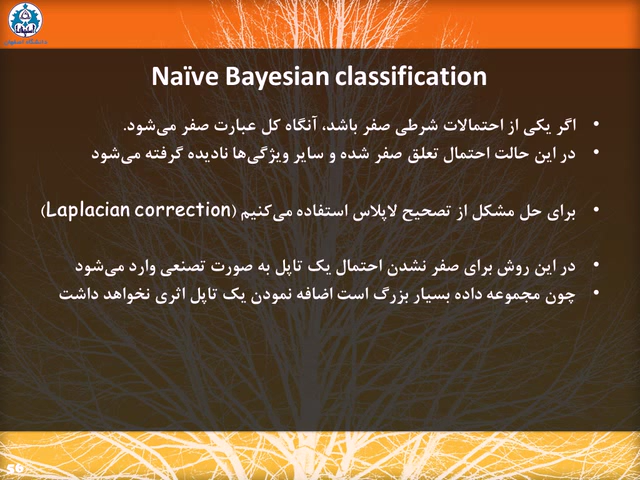 دانشگاه اصفهان
Naïve Bayesian classification
• اگر یکی از احتمالات شرطی صفر باشد، آنگاه کل عبارت صفر می‌شود.
• در این حالت احتمال تعلق صفر شده و سایر ویژگی‌ها نادیده گرفته می‌شود
• برای حل مشکل از تصحیح لاپلاس استفاده می‌کنیم (Laplacian correction)
• در این روش برای صفر نشدن احتمال یک تاپل به صورت تصنعی وارد می‌شود
• چون مجموعه داده بسیار بزرگ است اضافه نمودن یک تاپل اثری نخواهد داشت
56